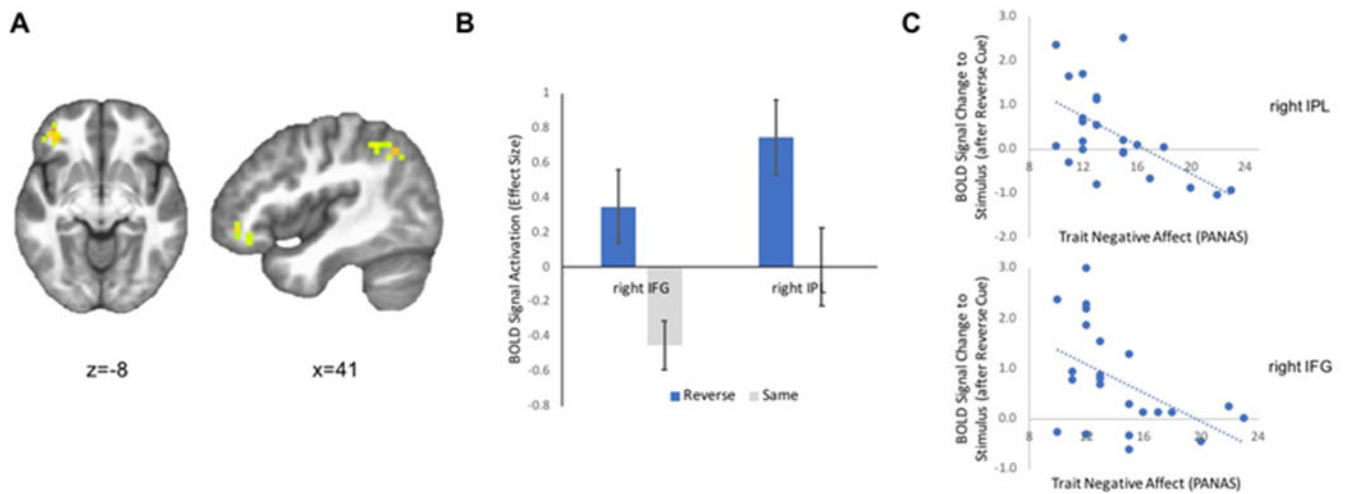 A
z=-8
x=41
B
BOLD Signal Activation (Effect Size)
1
0.8
0.6
0.4
0.2
0
-0.2
-0.4
-0.6
-0.8
right IFG
right IPL
Reverse
Same
C
BOLD Signal Change to
Stimulus (after Reverse Cue)
3.0
2.0
1.0
0.0
-1.0
-2.0
8
12
16
20
24
Trait Negative Affect (PANAS)
right IPL
BOLD Signal Change to
Stimulus (after Reverse Cue)
3.0
2.0
1.0
0.0
-1.0
8
12
16
20
24
Trait Negative Affect (PANAS)
right IFG